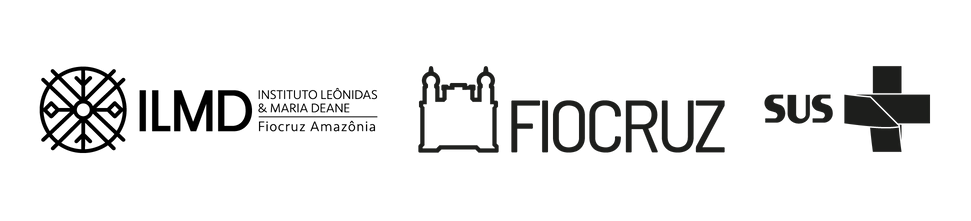 ILMD
INSTITUTO LEÔNIDAS
& MARIA DEANE
Fiocruz Amazônia
FIOCRUZ
SUS